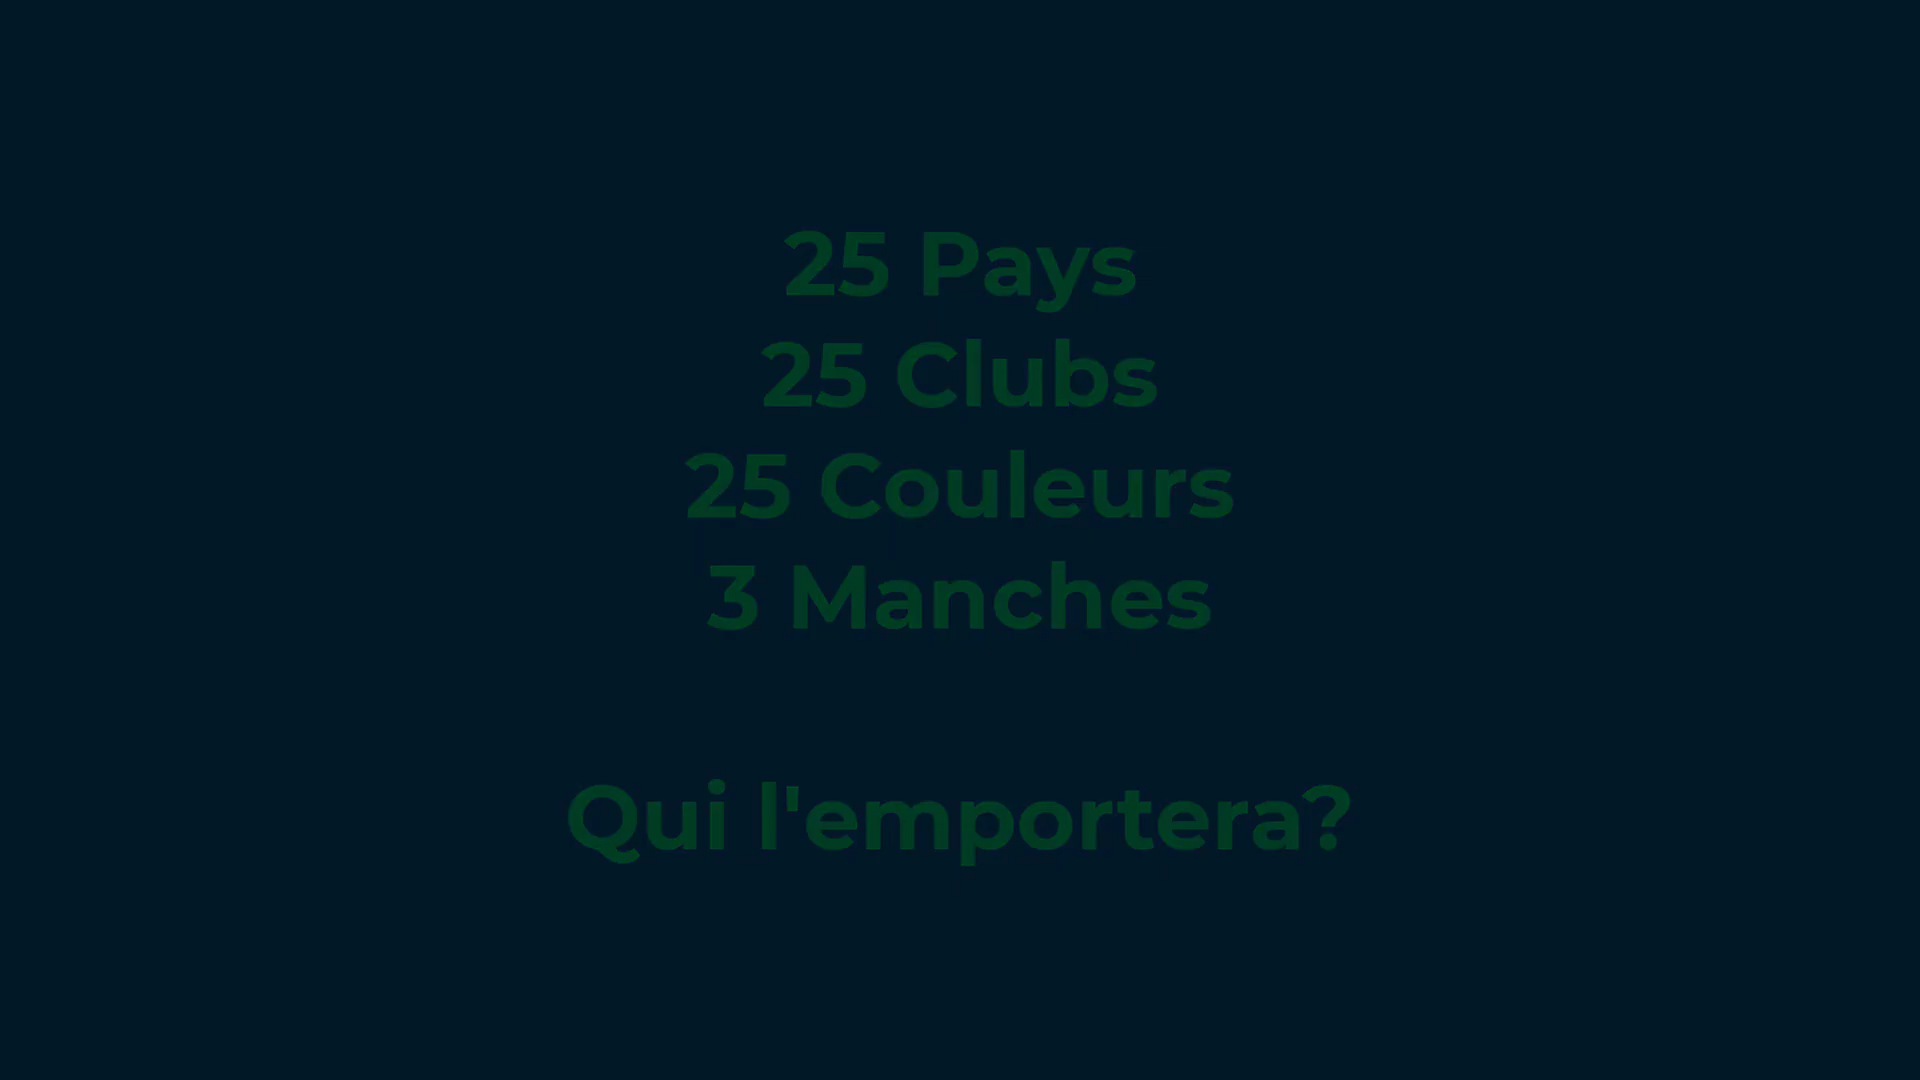 25 Pays
25 Clubs
25 Couleurs
3 Manches
Qui l'emportera?